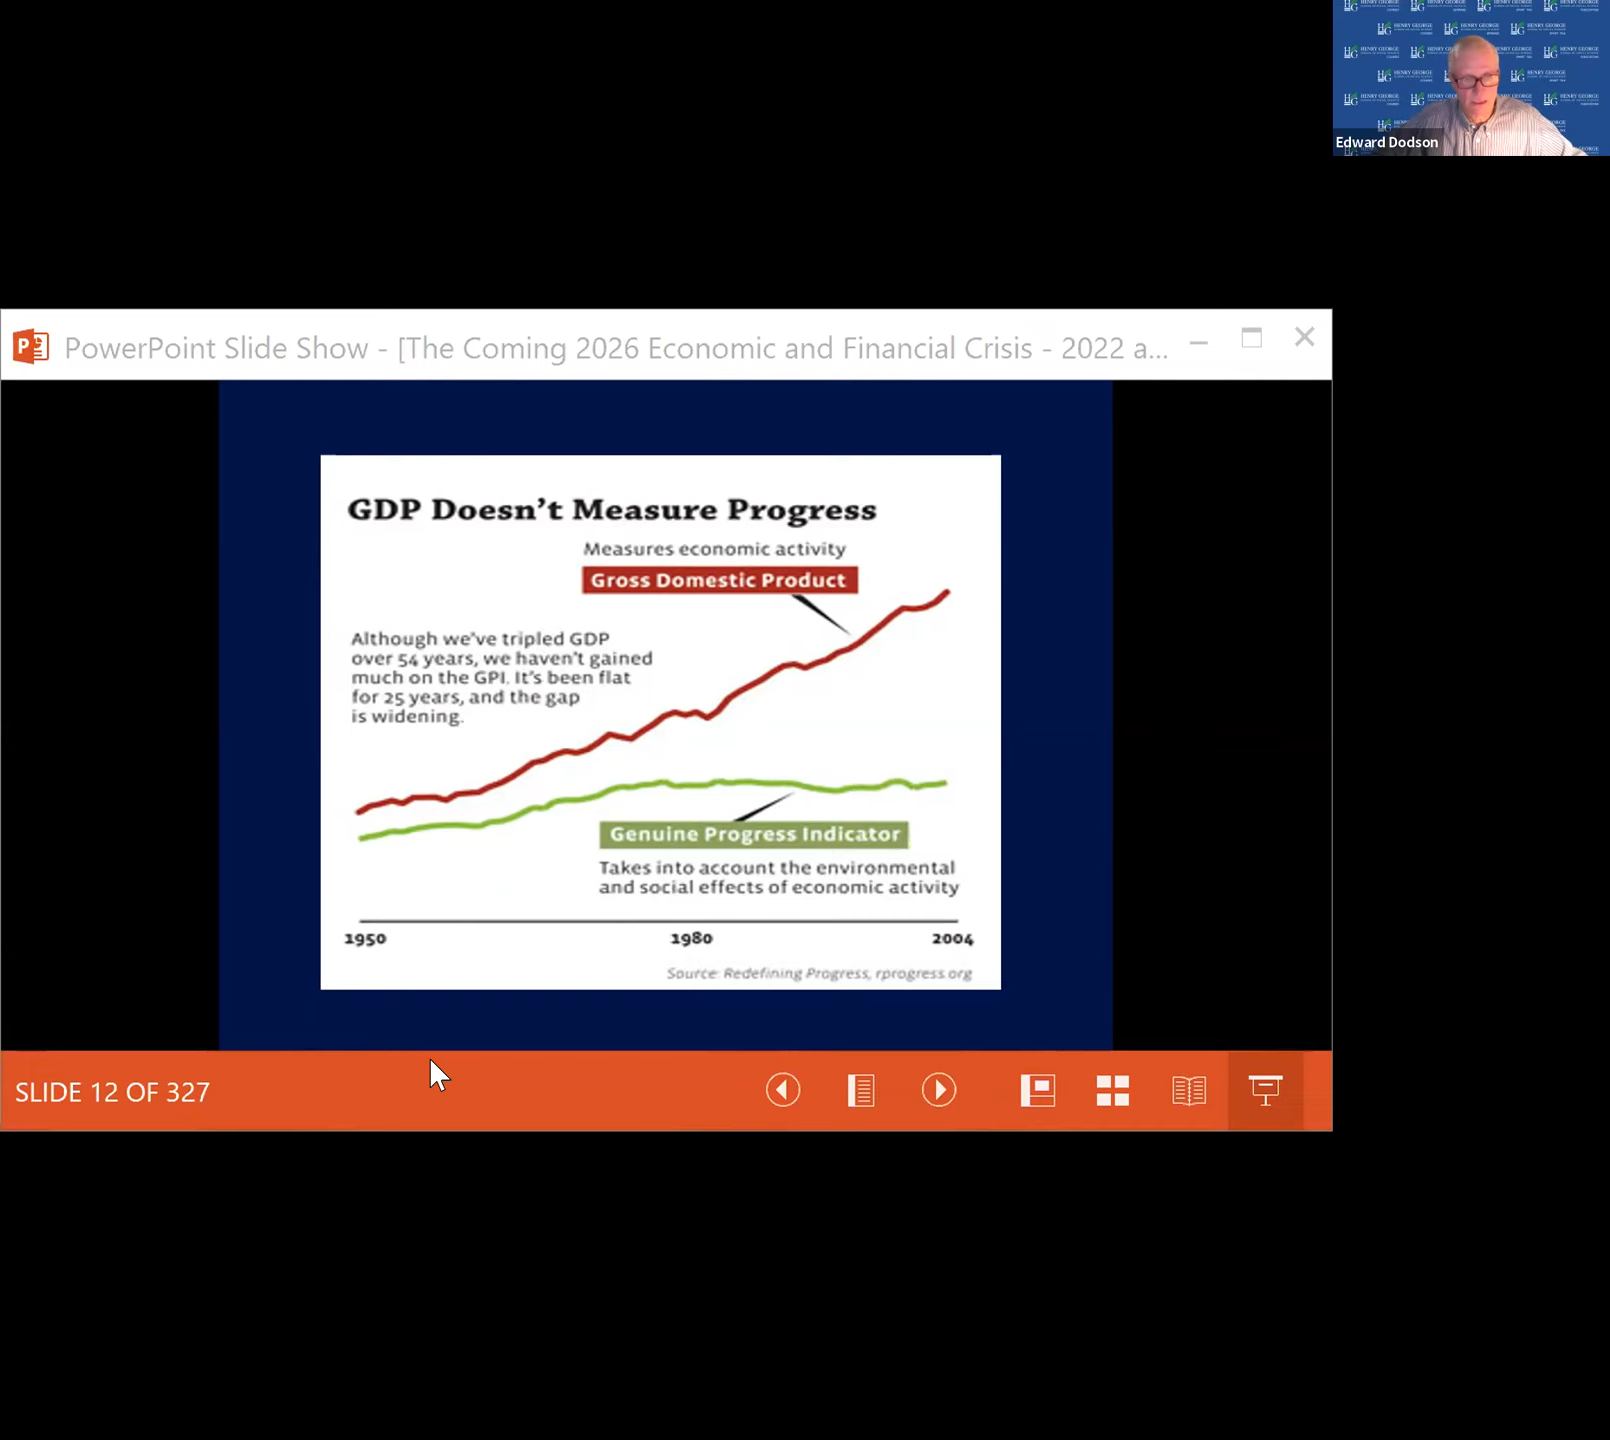 HENRY GEORGE
Edward Dodson
PowerPoint Slide Show - [The Coming 2026 Economic and Financial Crisis - 2022 a...
GDP Doesn't Measure Progress
Measures economic activity
Gross Domestic Product
Although we've tripled GDP
over 54 years, we haven't gained
much on the GPI. It's been flat
for 25 years, and the gap
is widening.
Genuine Progress Indicator
Takes into account the environmental
and social effects of economic activity
1950 1980 2004
Source: Redefining Progress, rprogress.org
SLIDE 12 OF 327